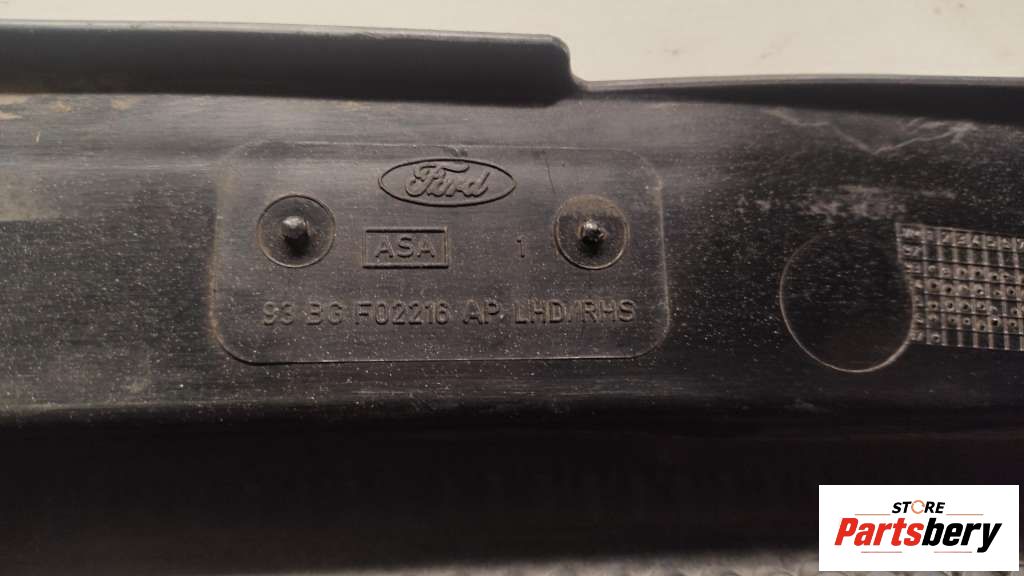 Ford
ASA 1
93 BG F02216 AP LHD/RHS
STORE
Partsbery